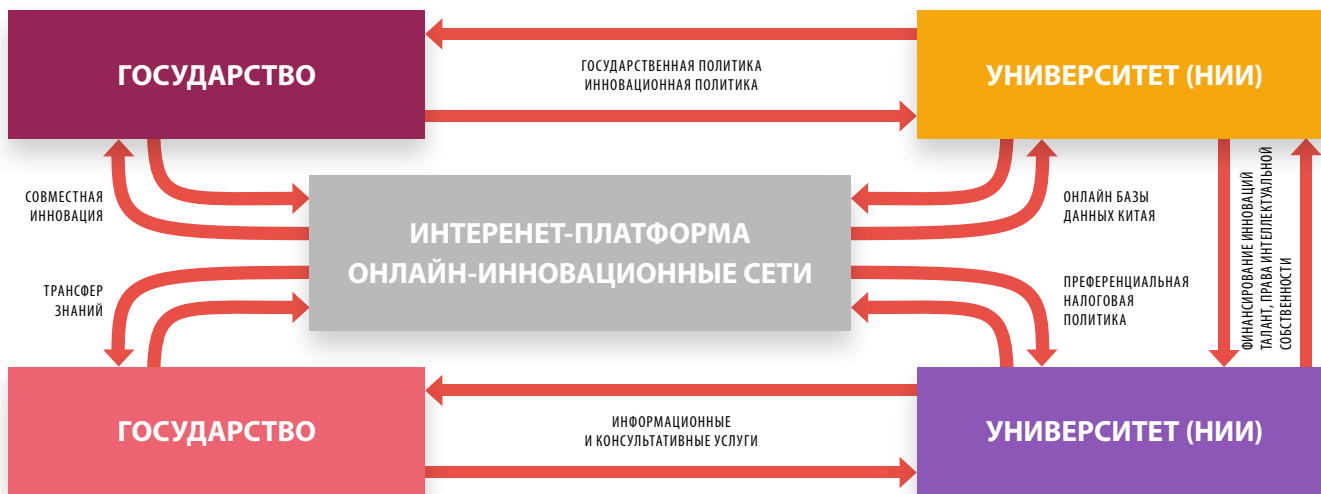 ГОСУДАРСТВО
ГОСУДАРСТВЕННАЯ ПОЛИТИКА
ИННОВАЦИОННАЯ ПОЛИТИКА
УНИВЕРСИТЕТ (НИИ)
СОВМЕСТНАЯ
ИННОВАЦИЯ
ИНТЕРЕНЕТ-ПЛАТФОРМА
ОНЛАЙН-ИННОВАЦИОННЫЕ СЕТИ
ОНЛАЙН БАЗЫ
ДАННЫХ КИТАЯ
ТРАНСФЕР
ЗНАНИЙ
ПРЕФЕРЕНЦИАЛЬНАЯ
НАЛОГОВАЯ
ПОЛИТИКА
ФИНАНСИРОВАНИЕ ИННОВАЦИЙ
ТАЛАНТ, ПРАВА ИНТЕЛЛЕКТУАЛЬНОЙ
СОБСТВЕННОСТИ
ГОСУДАРСТВО
ИНФОРМАЦИОННЫЕ
И КОНСУЛЬТАТИВНЫЕ УСЛУГИ
УНИВЕРСИТЕТ (НИИ)